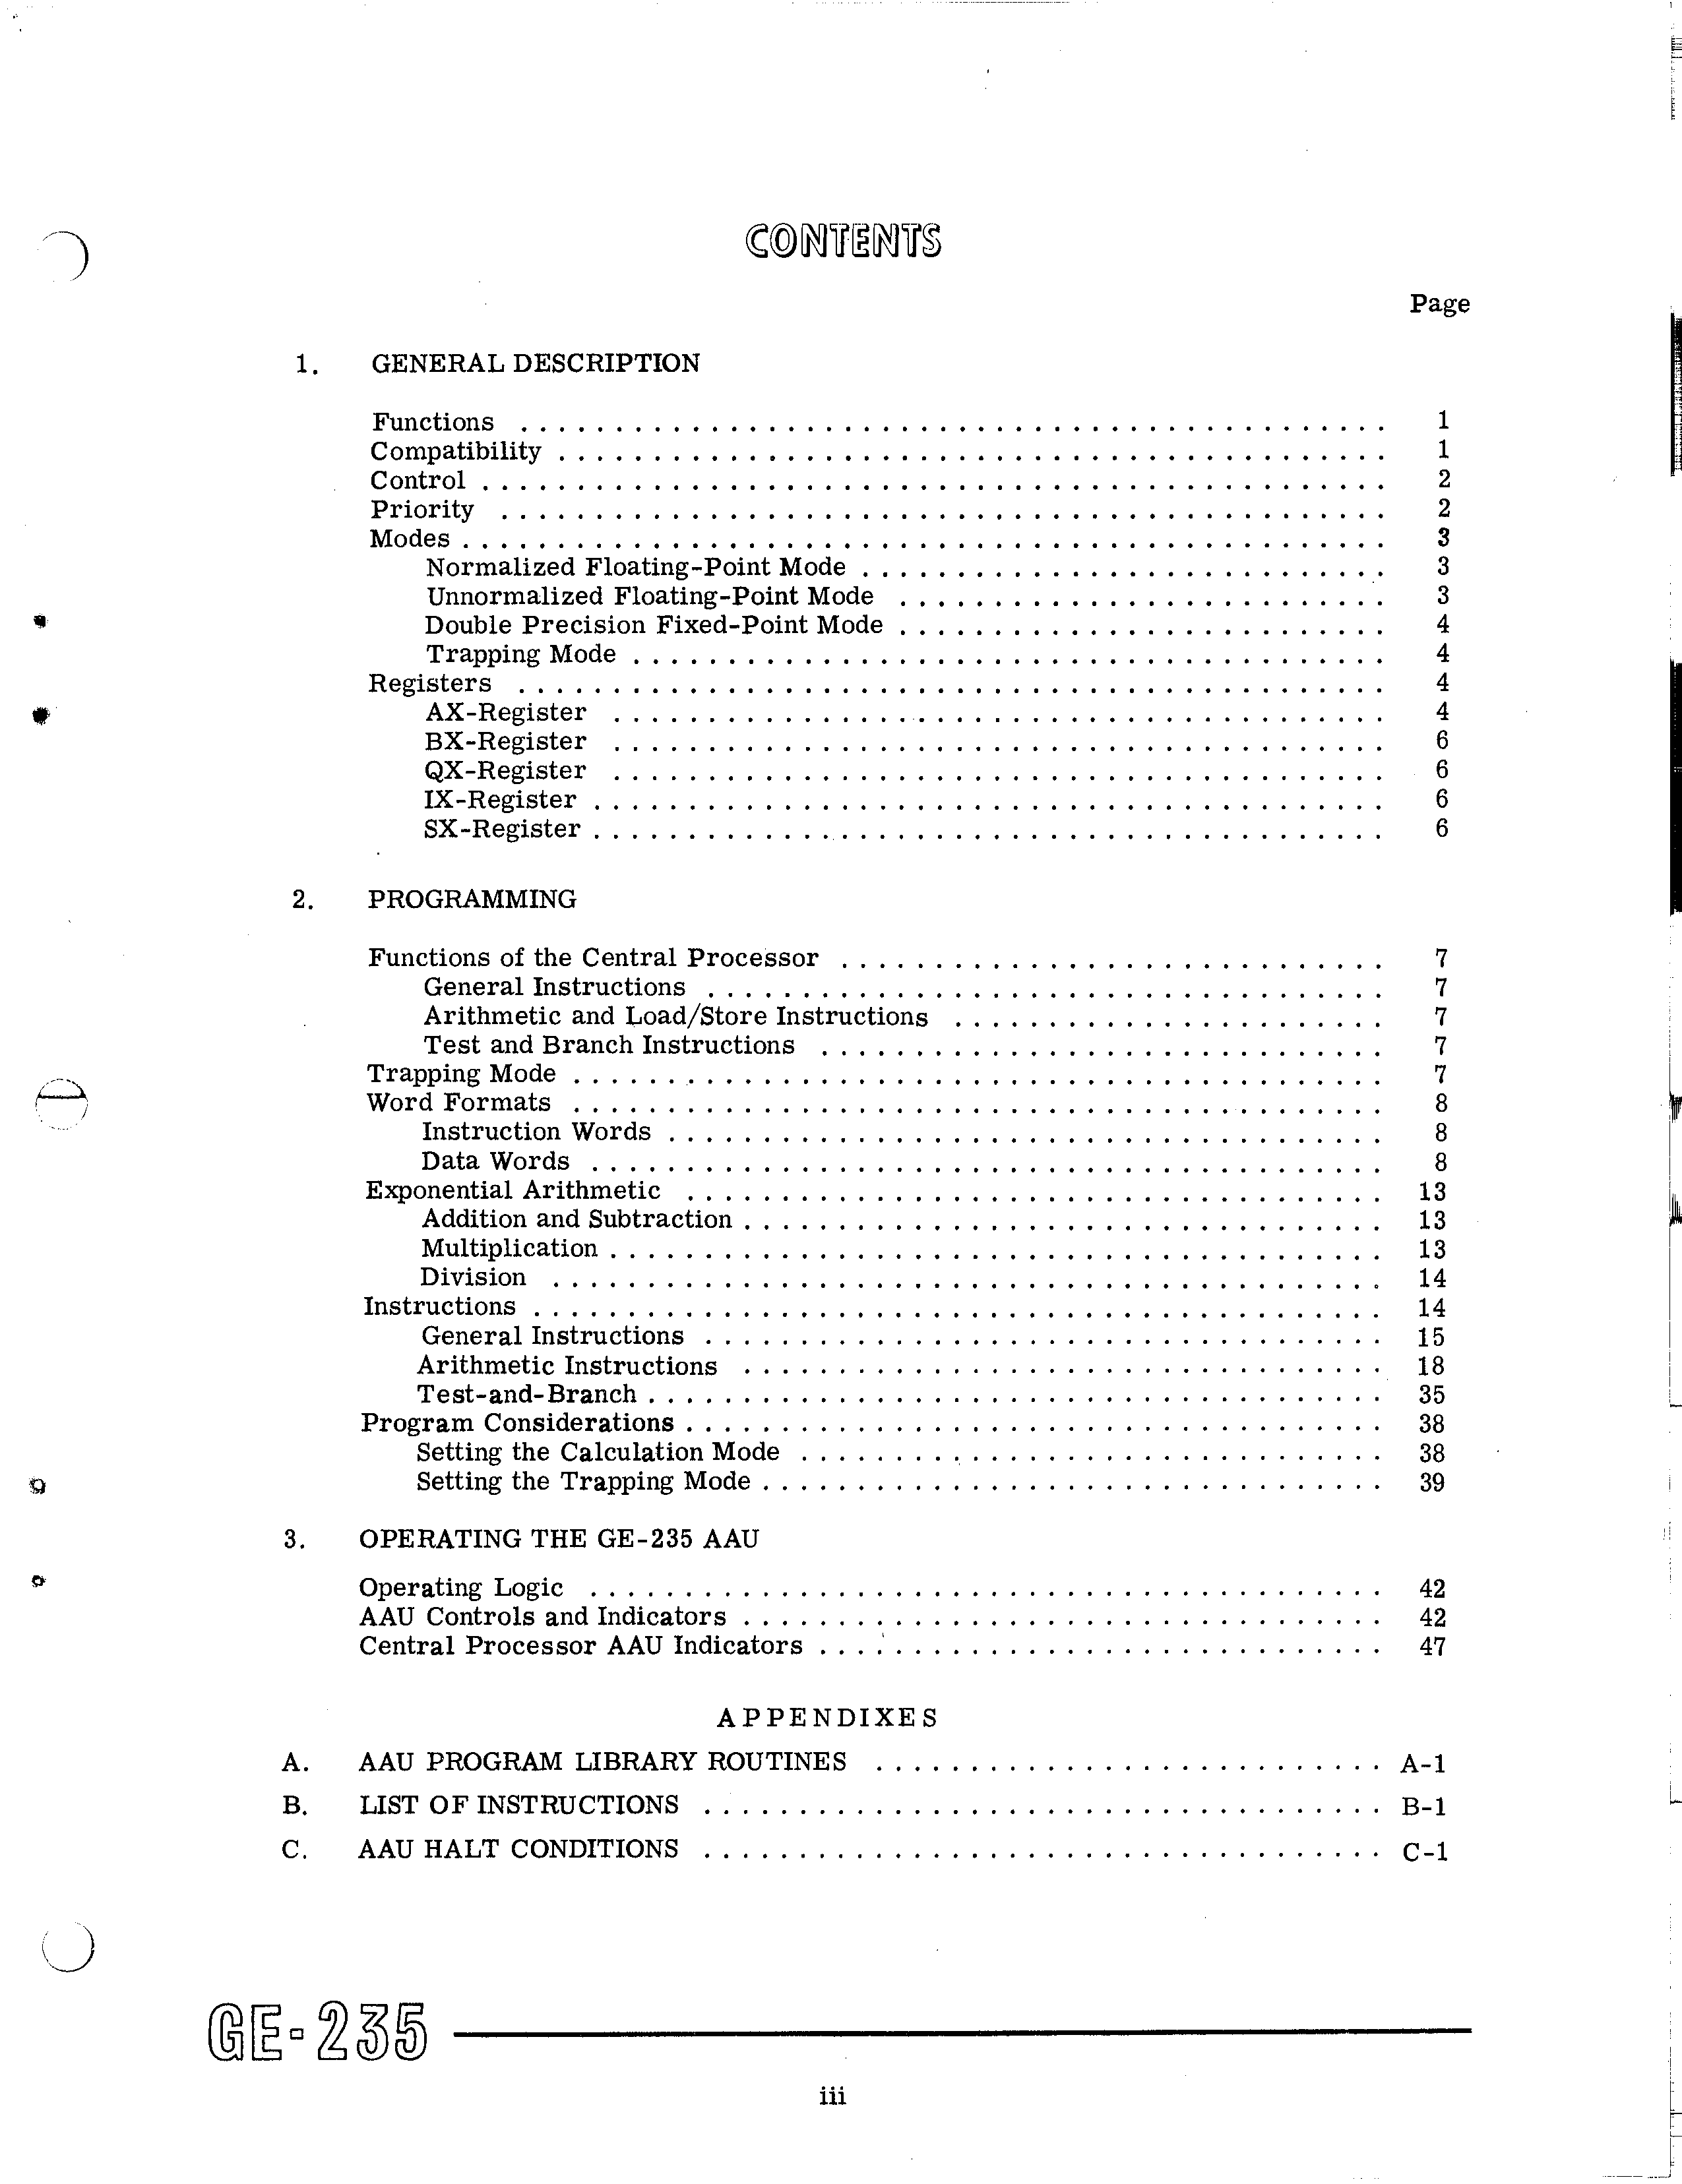 CONTENTS
Page
1. GENERAL DESCRIPTION
Functions . . . . . . . . . . 1
Compatibility . . . . . . . . . . 1
Control . . . . . . . . . . 2
Priority . . . . . . . . . . 2
Modes . . . . . . . . . . 3
Normalized Floating-Point Mode . . . . . . . . . . 3
Unnormalized Floating-Point Mode . . . . . . . . . . 3
Double Precision Fixed-Point Mode . . . . . . . . . . 4
Trapping Mode . . . . . . . . . . 4
Registers . . . . . . . . . . 4
AX-Register . . . . . . . . . . 4
BX-Register . . . . . . . . . . 6
QX-Register . . . . . . . . . . 6
IX-Register . . . . . . . . . . 6
SX-Register . . . . . . . . . . 6
2. PROGRAMMING
Functions of the Central Processor . . . . . . . . . . 7
General Instructions . . . . . . . . . . 7
Arithmetic and Load/Store Instructions . . . . . . . . . . 7
Test and Branch Instructions . . . . . . . . . . 7
Trapping Mode . . . . . . . . . . 7
Word Formats . . . . . . . . . . 8
Instruction Words . . . . . . . . . . 8
Data Words . . . . . . . . . . 8
Exponential Arithmetic . . . . . . . . . . 13
Addition and Subtraction . . . . . . . . . . 13
Multiplication . . . . . . . . . . 13
Division . . . . . . . . . . 14
Instructions . . . . . . . . . . 14
General Instructions . . . . . . . . . . 15
Arithmetic Instructions . . . . . . . . . . 18
Test-and-Branch . . . . . . . . . . 35
Program Considerations . . . . . . . . . . 38
Setting the Calculation Mode . . . . . . . . . . 38
Setting the Trapping Mode . . . . . . . . . . 39
3. OPERATING THE GE-235 AAU
Operating Logic . . . . . . . . . . 42
AAU Controls and Indicators . . . . . . . . . . 42
Central Processor AAU Indicators . . . . . . . . . . 47
APPENDIXES
A. AAU PROGRAM LIBRARY ROUTINES . . . . . . . . . . A-1
B. LIST OF INSTRUCTIONS . . . . . . . . . . B-1
C. AAU HALT CONDITIONS . . . . . . . . . . C-1
GE-235
iii